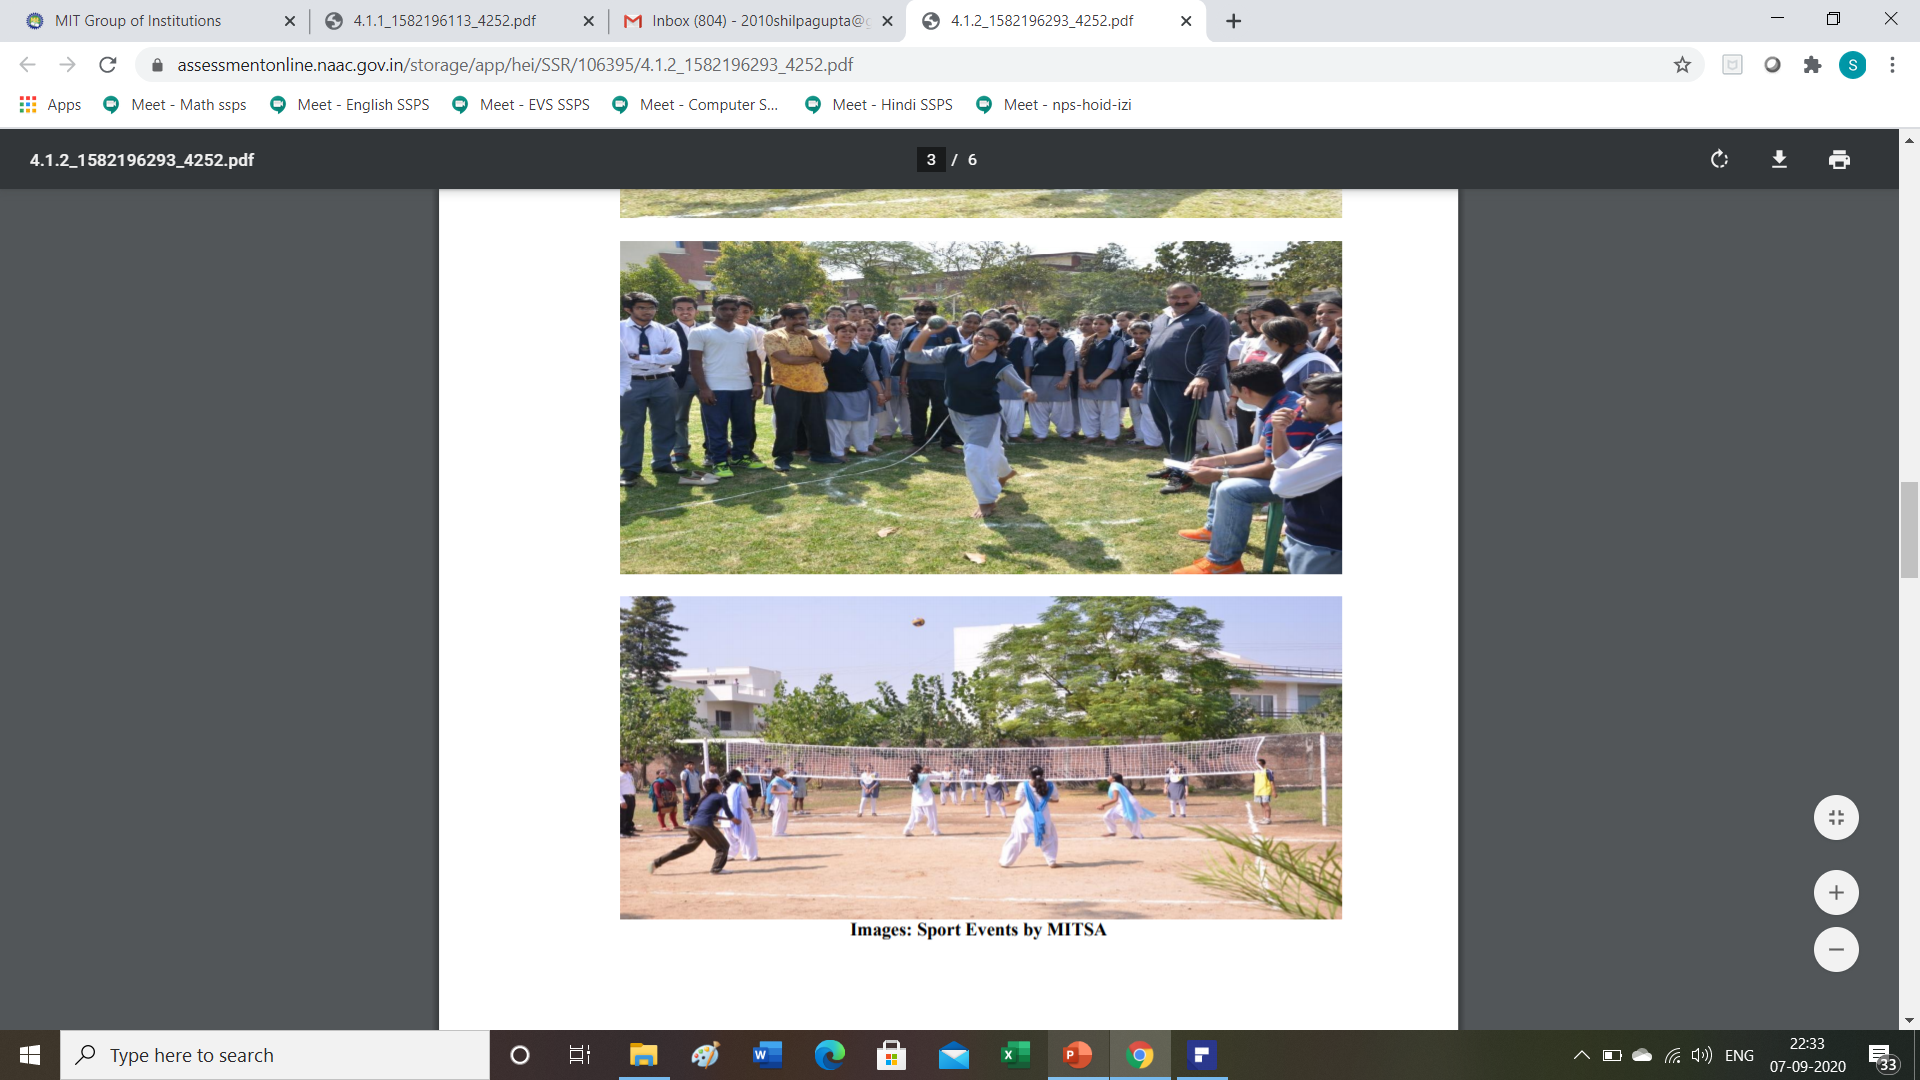 MIT Group of Institutions
4.1.1_1582196113_4252.pdf
Inbox (804) - 2010shilpagupta@g
4.1.2_1582196293_4252.pdf
assessmentonline.naac.gov.in/storage/app/hei/SSR/106395/4.1.2_1582196293_4252.pdf
S
Apps
Meet - Math ssps
Meet - English SSPS
Meet - EVS SSPS
Meet - Computer S...
Meet - Hindi SSPS
Meet - nps-hoid-izi
4.1.2_1582196293_4252.pdf
3 / 6
Images: Sport Events by MITSA
Type here to search
ENG
22:33
07-09-2020
33